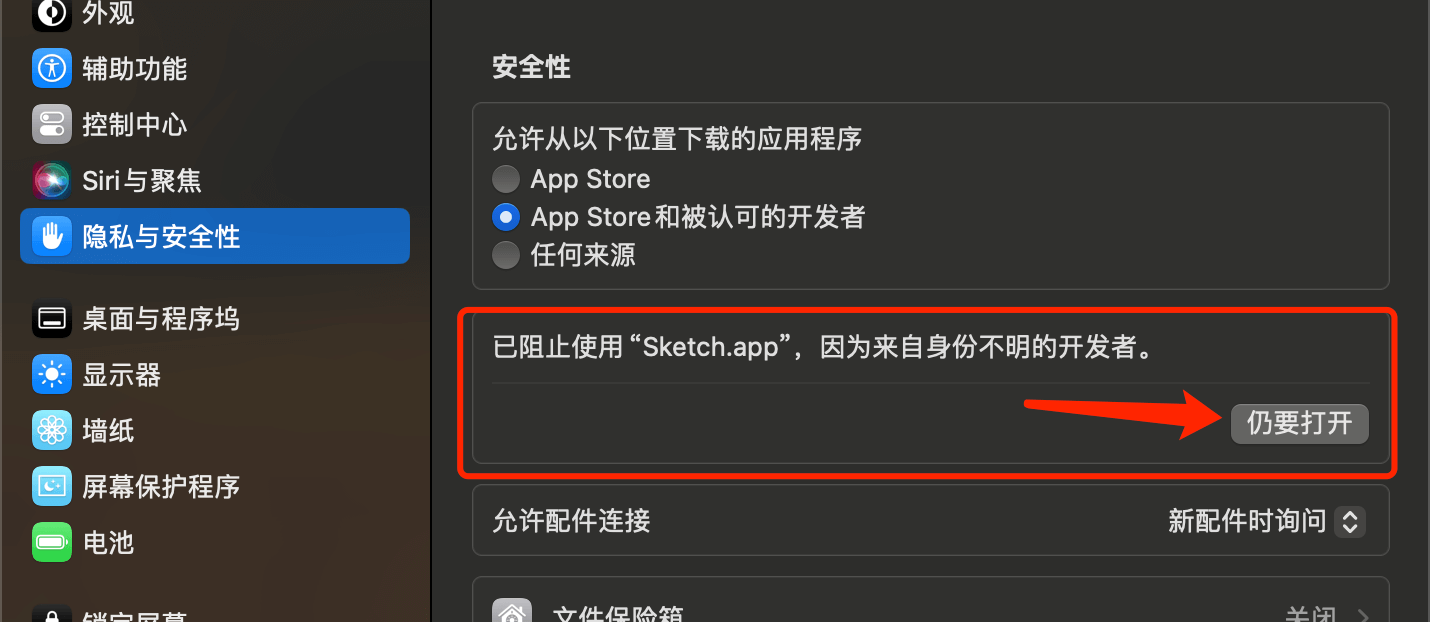 外观
辅助功能
控制中心
Siri与聚焦
隐私与安全性
桌面与程序坞
显示器
墙纸
屏幕保护程序
电池
锁定屏幕
安全性
允许从以下位置下载的应用程序
App Store
App Store和被认可的开发者
任何来源
已阻止使用“Sketch.app”，因为来自身份不明的开发者。
仍要打开
允许配件连接
新配件时询问
文件保险箱
关闭